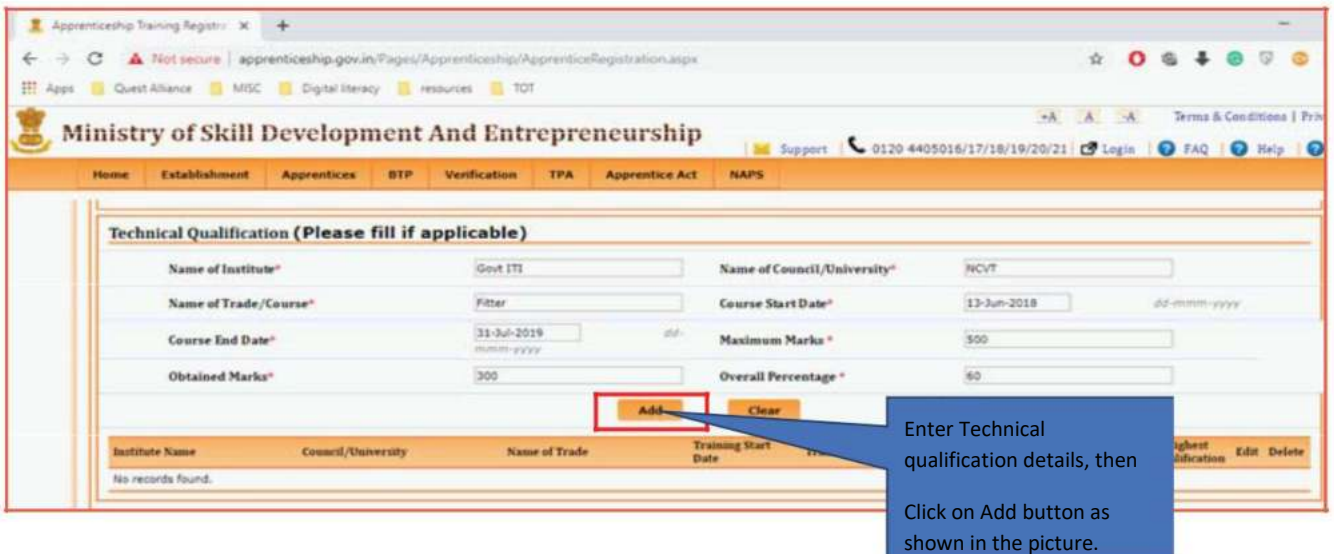 Apprenticeship Training Registr
Not secure | apprenticeship.gov.in/Pages/Apprenticeship/ApprenticeRegistration.aspx
Apps Quest Alliance MISC Digital literacy resources TOT
+A A -A Terms & Conditions | Priv
Ministry of Skill Development And Entrepreneurship
Support 0120 4405016/17/18/19/20/21 Login FAQ Help
Home Establishment Apprentices BTP Verification TPA Apprentice Act NAPS
Technical Qualification (Please fill if applicable)
Name of Institute* Govt ITI Name of Council/University* NCVT
Name of Trade/Course* Fitter Course Start Date* 13-Jun-2018 dd-mmm-yyyy
Course End Date* 31-Jul-2019 dd-
mmm-yyyy
Maximum Marks * 500
Obtained Marks* 300 Overall Percentage * 60
Add Clear
Institute Name Council/University Name of Trade Training Start
Date
Edit Delete
No records found.
Enter Technical
qualification details, then
Click on Add button as
shown in the picture.